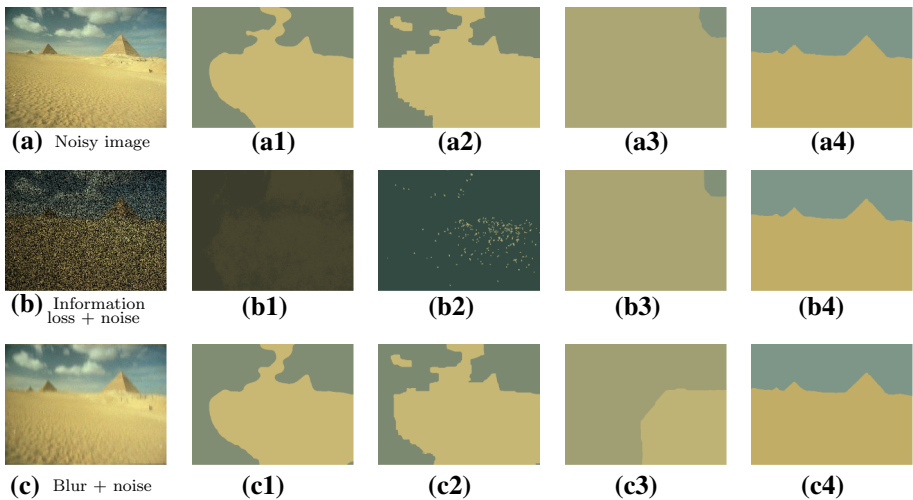 (a) Noisy image (a1) (a2) (a3) (a4)
(b) Information (b1) (b2) (b3) (b4)
loss + noise
(c) Blur + noise (c1) (c2) (c3) (c4)